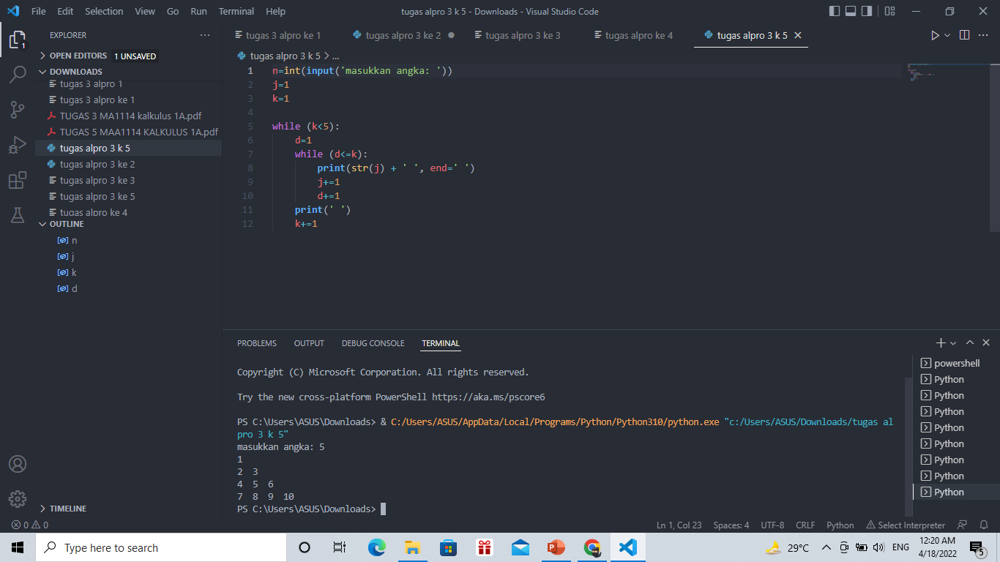 File Edit Selection View Go Run Terminal Help
tugas alpro 3 k 5 - Downloads - Visual Studio Code
EXPLORER
OPEN EDITORS 1 UNSAVED
DOWNLOADS
tugas 3 alpro 1
tugas 3 alpro ke 1
TUGAS 3 MA1114 kalkulus 1A.pdf
TUGAS 5 MAA1114 KALKULUS 1A.pdf
tugas alpro 3 k 5
tugas alpro 3 ke 2
tugas alpro 3 ke 3
tugas alpro 3 ke 5
tugas alpro ke 4
OUTLINE
n
j
k
d
TIMELINE
1
tugas 3 alpro ke 1
tugas alpro 3 ke 2
tugas alpro 3 ke 3
tugas alpro ke 4
tugas alpro 3 k 5
tugas alpro 3 k 5 > ...
1 n=int(input('masukkan angka: '))
2 j=1
3 k=1
4
5 while (k<5):
6 d=1
7 while (d<=k):
8 print(str(j) + ' ', end=' ')
9 j+=1
10 d+=1
11 print(' ')
12 k+=1
PROBLEMS OUTPUT DEBUG CONSOLE TERMINAL
Copyright (C) Microsoft Corporation. All rights reserved.
Try the new cross-platform PowerShell https://aka.ms/pscore6
PS C:\Users\ASUS\Downloads> & C:/Users/ASUS/AppData/Local/Programs/Python/Python310/python.exe "c:/Users/ASUS/Downloads/tugas al
pro 3 k 5"
masukkan angka: 5
1
2 3
4 5 6
7 8 9 10
PS C:\Users\ASUS\Downloads>
powershell
Python
Python
Python
Python
Python
Python
Python
Python
0 0
Ln 1, Col 23 Spaces: 4 UTF-8 CRLF Python Select Interpreter
Type here to search
29°C
ENG
12:20 AM
4/18/2022
5